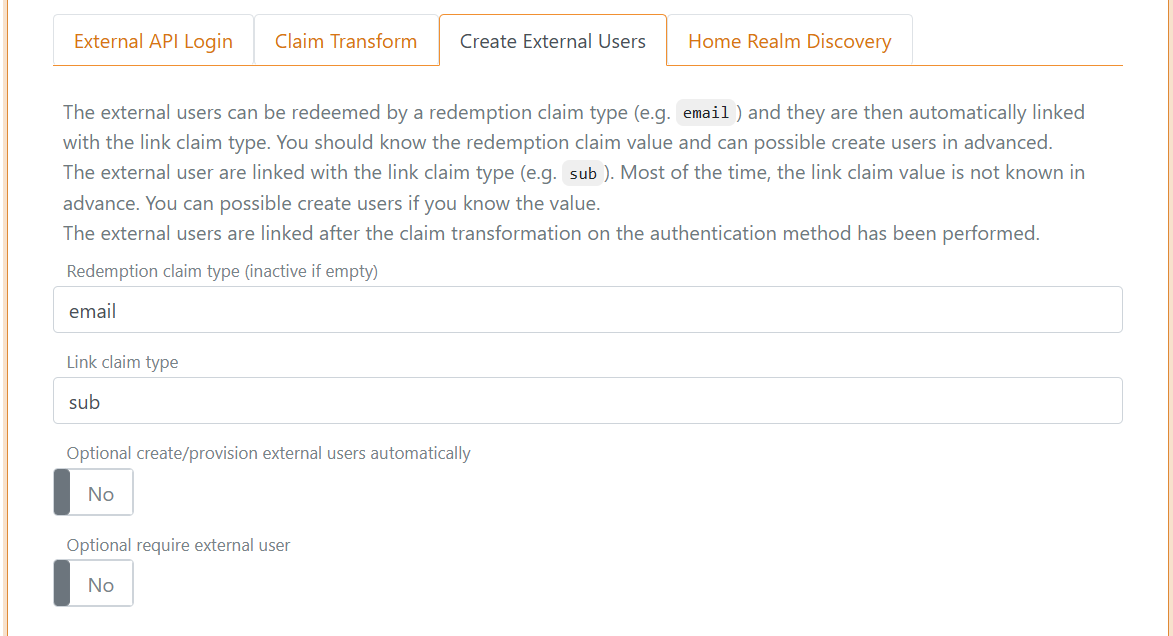 External API Login
Claim Transform
Create External Users
Home Realm Discovery
The external users can be redeemed by a redemption claim type (e.g. email) and they are then automatically linked
with the link claim type. You should know the redemption claim value and can possible create users in advanced.
The external user are linked with the link claim type (e.g. sub). Most of the time, the link claim value is not known in
advance. You can possible create users if you know the value.
The external users are linked after the claim transformation on the authentication method has been performed.
Redemption claim type (inactive if empty)
email
Link claim type
sub
Optional create/provision external users automatically
No
Optional require external user
No